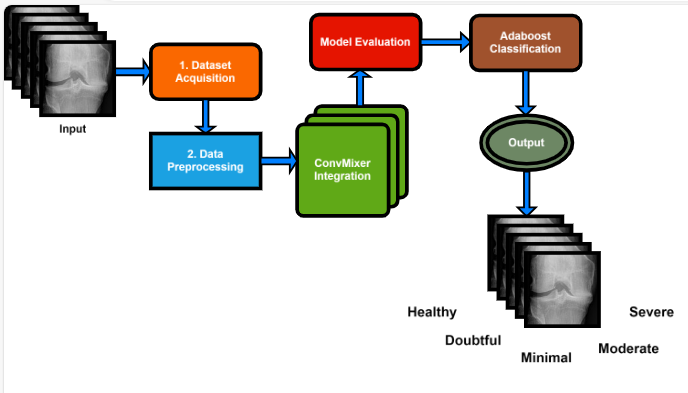 Input
1. Dataset
Acquisition
2. Data
Preprocessing
ConvMixer
Integration
Model Evaluation
Adaboost
Classification
Output
Healthy
Doubtful
Minimal
Moderate
Severe